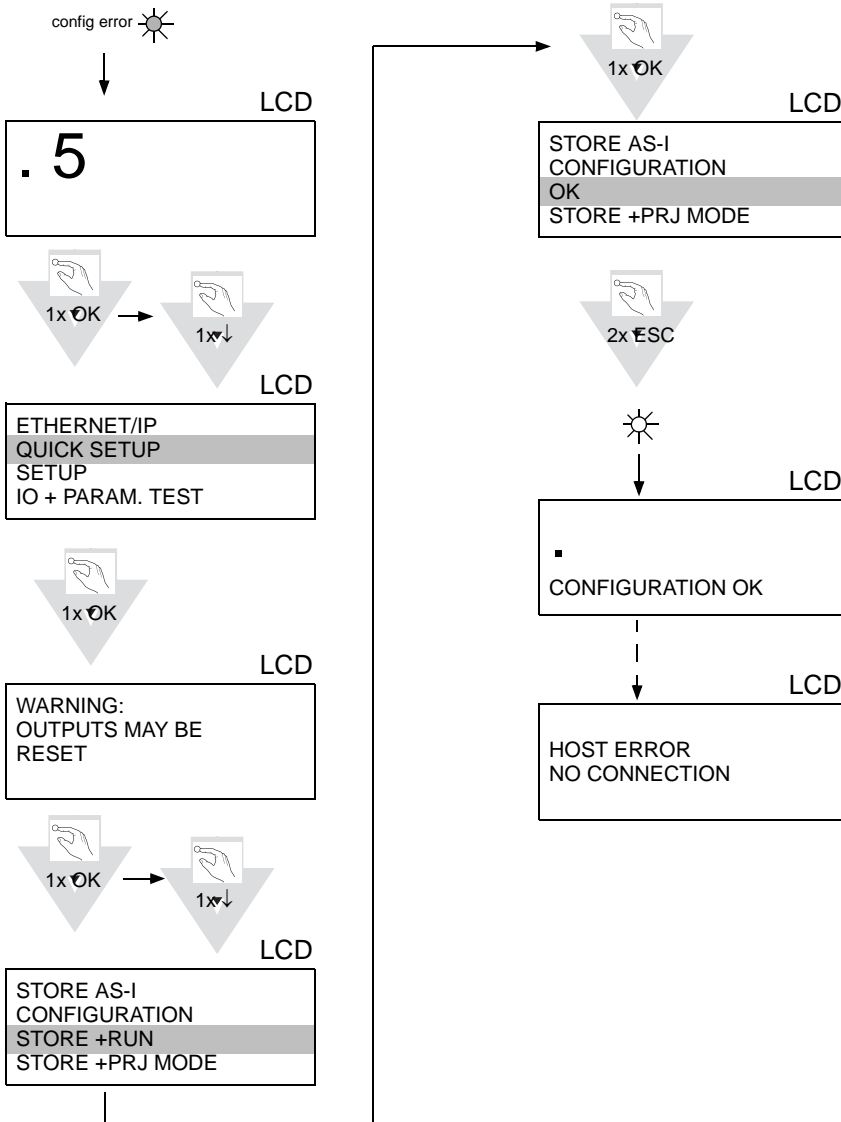 config error
LCD
. 5
1x OK
1x↓
LCD
ETHERNET/IP
QUICK SETUP
SETUP
IO + PARAM. TEST
1x OK
LCD
WARNING:
OUTPUTS MAY BE
RESET
1x OK
1x↓
LCD
STORE AS-I
CONFIGURATION
STORE +RUN
STORE +PRJ MODE
1x OK
LCD
STORE AS-I
CONFIGURATION
OK
STORE +PRJ MODE
2x ESC
LCD
.
CONFIGURATION OK
LCD
HOST ERROR
NO CONNECTION